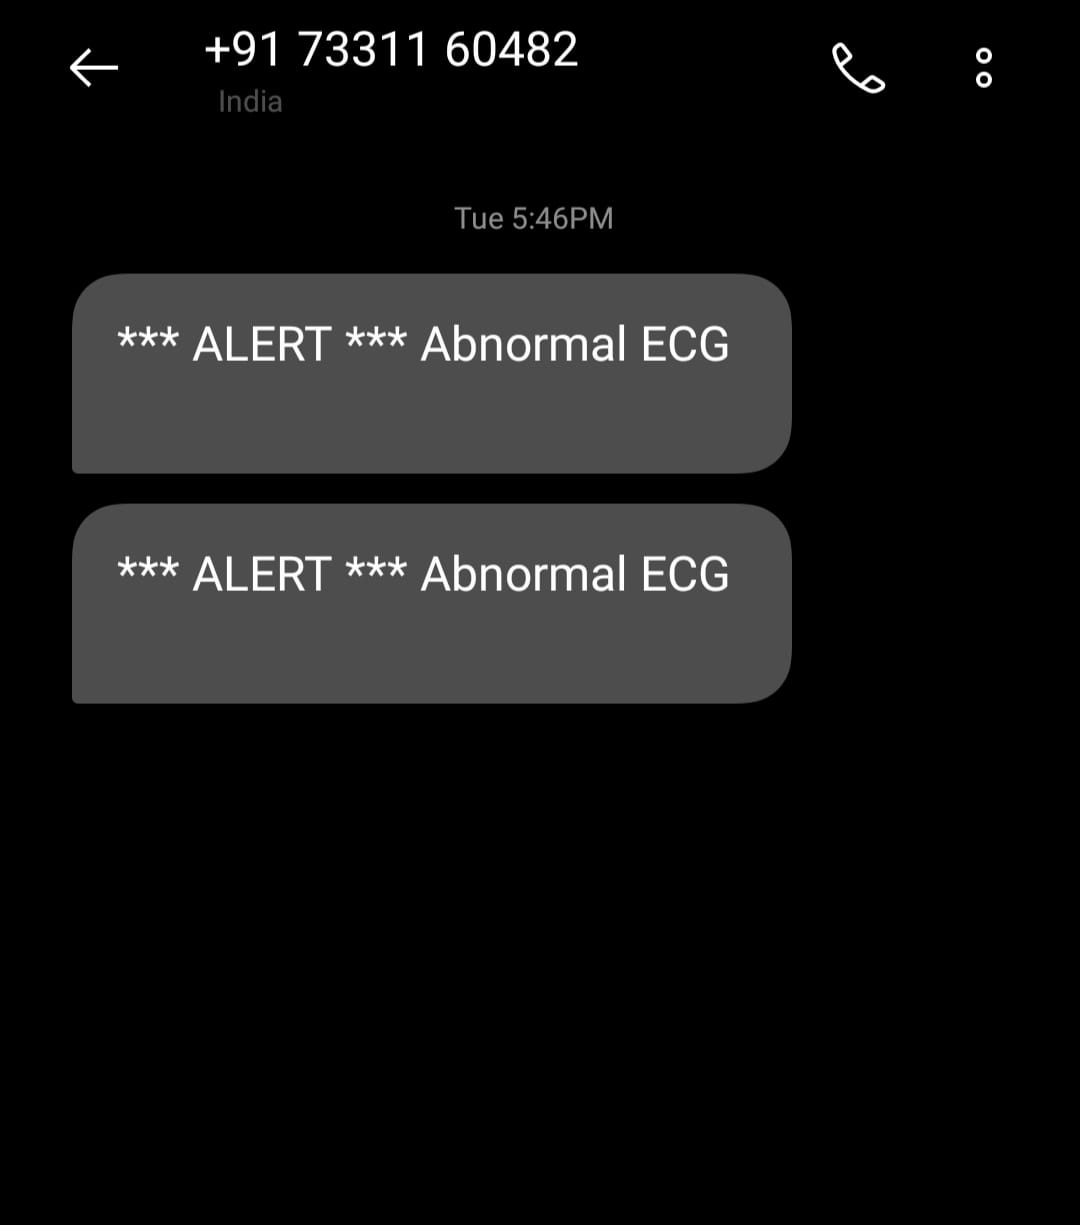 +91 73311 60482
India
Tue 5:46PM
*** ALERT *** Abnormal ECG
*** ALERT *** Abnormal ECG